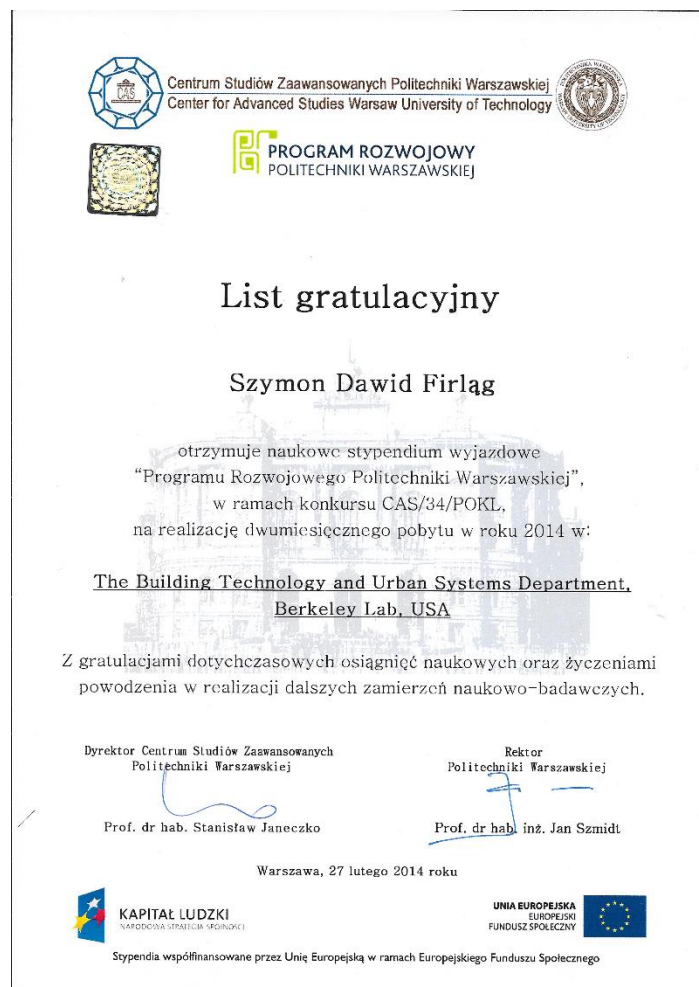 Centrum Studiów Zaawansowanych Politechniki Warszawskiej
Center for Advanced Studies Warsaw University of Technology
CAS
PROGRAM ROZWOJOWY
POLITECHNIKI WARSZAWSKIEJ
List gratulacyjny
Szymon Dawid Firląg
otrzymuje naukowe stypendium wyjazdowe
“Programu Rozwojowego Politechniki Warszawskiej”,
w ramach konkursu CAS/34/POKL,
na realizację dwumiesięcznego pobytu w roku 2014 w:
The Building Technology and Urban Systems Department,
Berkeley Lab, USA
Z gratulacjami dotychczasowych osiągnięć naukowych oraz życzeniami
powodzenia w realizacji dalszych zamierzeń naukowo-badawczych.
Dyrektor Centrum Studiów Zaawansowanych
Politechniki Warszawskiej
Rektor
Politechniki Warszawskiej
Prof. dr hab. Stanisław Janeczko
Prof. dr hab. inż. Jan Szmidt
Warszawa, 27 lutego 2014 roku
KAPITAŁ LUDZKI
NARODOWA STRATEGIA SPÓJNOŚCI
UNIA EUROPEJSKA
EUROPEJSKI
FUNDUSZ SPOŁECZNY
Stypendia współfinansowane przez Unię Europejską w ramach Europejskiego Funduszu Społecznego